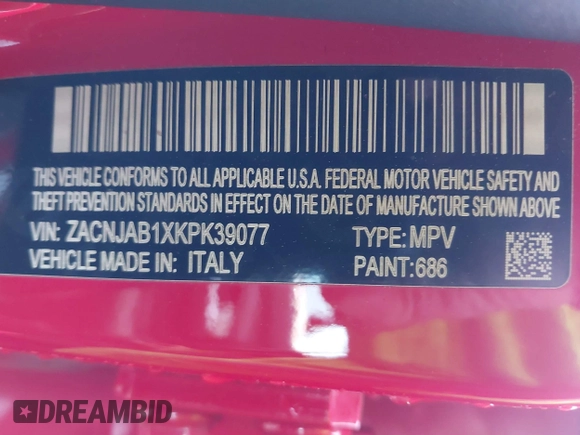 THIS VEHICLE CONFORMS TO ALL APPLICABLE U.S.A. FEDERAL MOTOR VEHICLE SAFETY AND
THEFT PREVENTION STANDARDS IN EFFECT ON THE DATE OF MANUFACTURE SHOWN ABOVE
VIN: ZACNJAB1XKPK39077 TYPE: MPV
VEHICLE MADE IN: ITALY PAINT: 686
DREAMBID